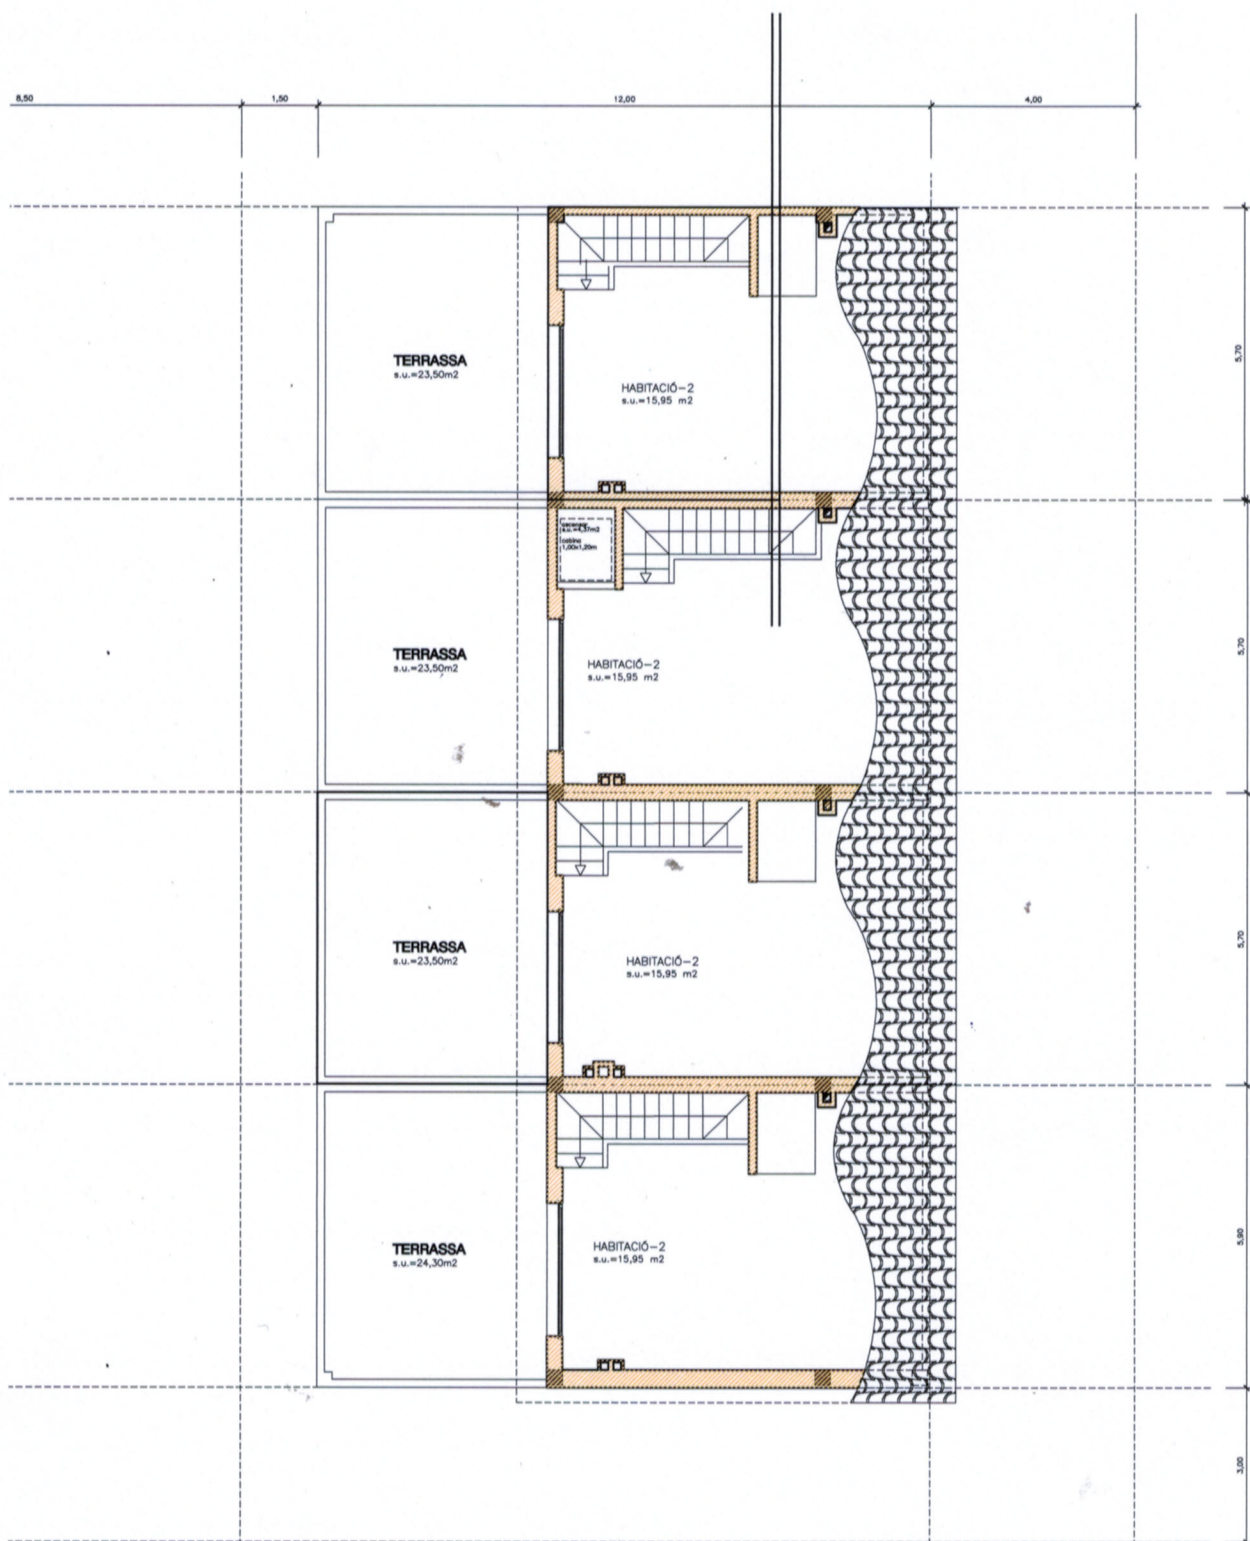 8,50
1,50
12,00
4,00
5,70
TERRASSA
s.u.=23,50m2
HABITACIÓ-2
s.u.=15,95 m2
s.u.=4,37m2
cabina
1,00x1,20m
5,70
TERRASSA
s.u.=23,50m2
HABITACIÓ-2
s.u.=15,95 m2
5,70
TERRASSA
s.u.=23,50m2
HABITACIÓ-2
s.u.=15,95 m2
5,90
TERRASSA
s.u.=24,30m2
HABITACIÓ-2
s.u.=15,95 m2
3,00